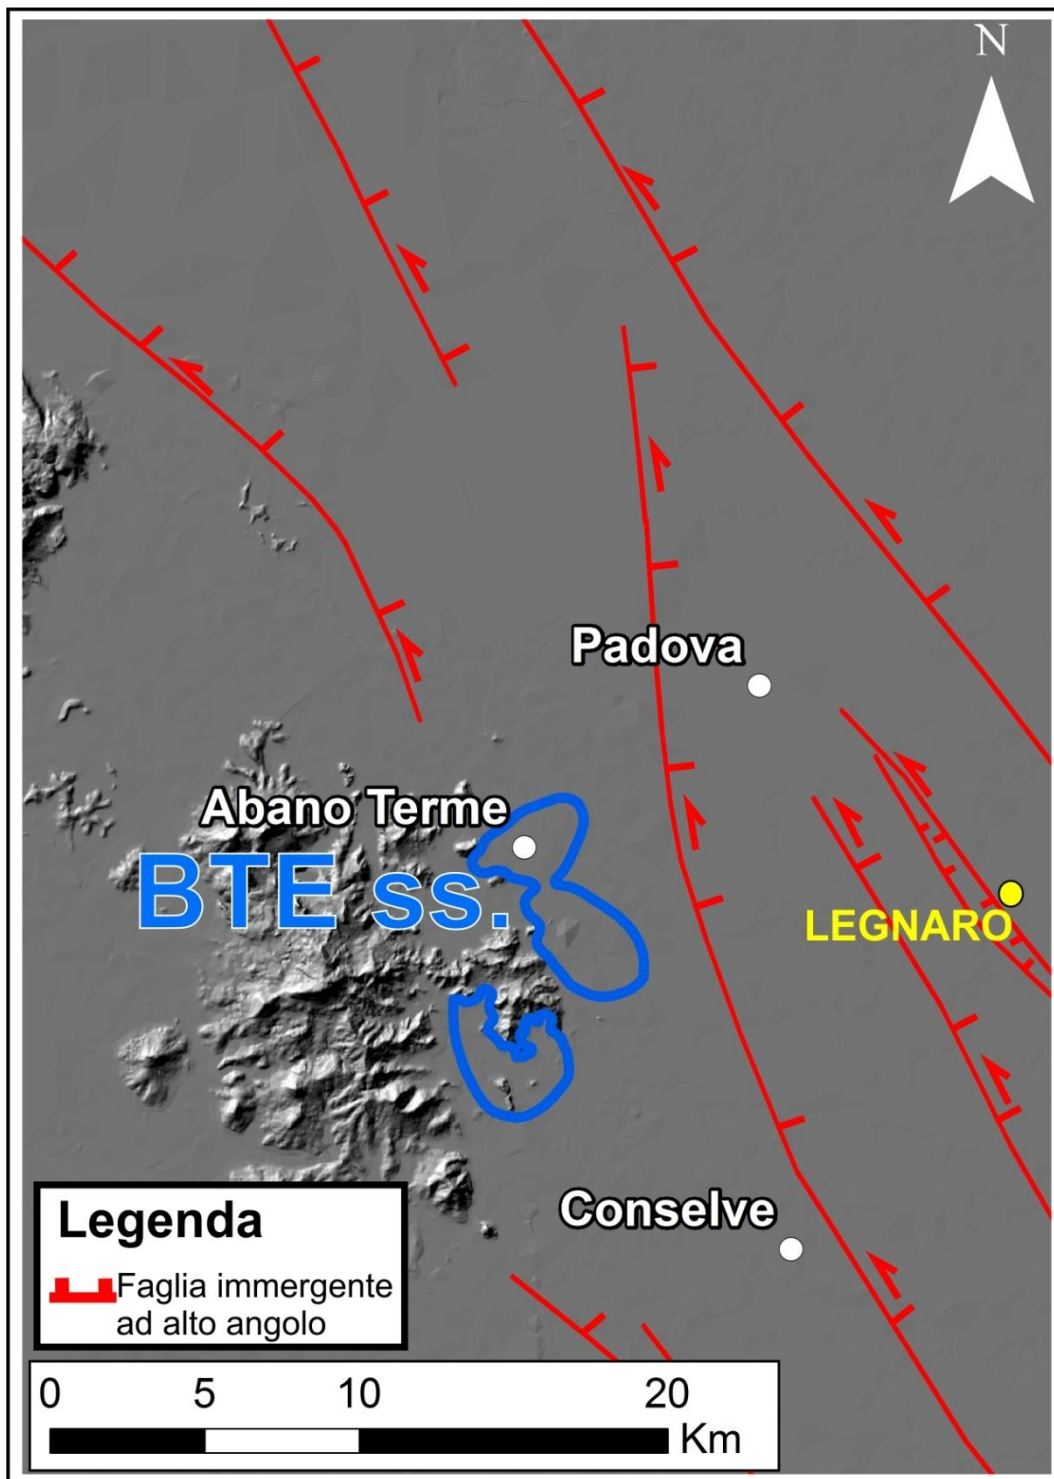 N
Padova
Abano Terme
BTE ss.
LEGNARO
Conselve
Legenda
Faglia immergente
ad alto angolo
0 5 10 20
Km